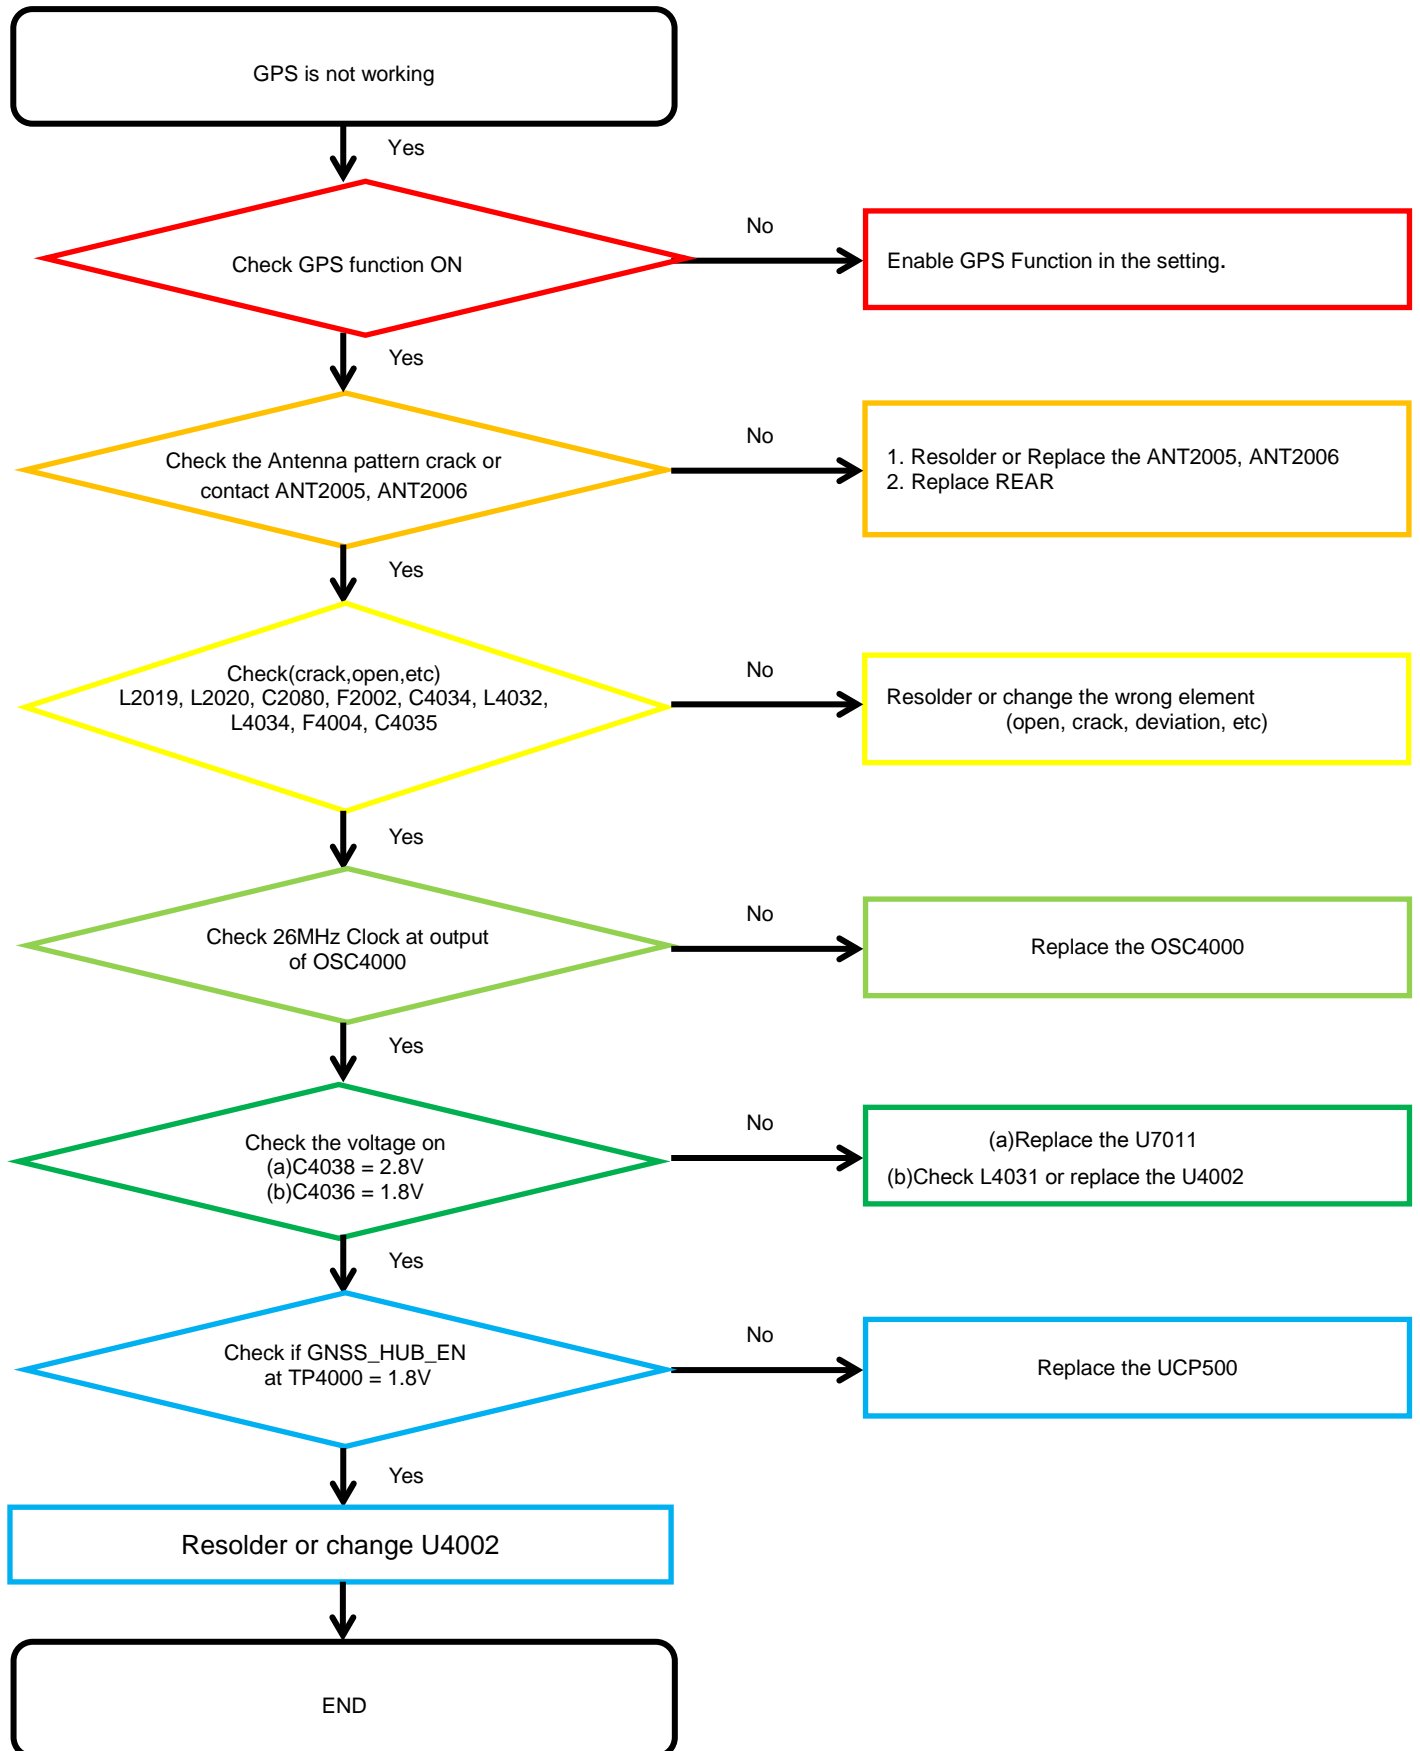 GPS is not working
Yes
Check GPS function ON
No
Enable GPS Function in the setting.
Yes
Check the Antenna pattern crack or
contact ANT2005, ANT2006
No
1. Resolder or Replace the ANT2005, ANT2006
2. Replace REAR
Yes
Check(crack,open,etc)
L2019, L2020, C2080, F2002, C4034, L4032,
L4034, F4004, C4035
No
Resolder or change the wrong element
(open, crack, deviation, etc)
Yes
Check 26MHz Clock at output
of OSC4000
No
Replace the OSC4000
Yes
Check the voltage on
(a)C4038 = 2.8V
(b)C4036 = 1.8V
No
(a)Replace the U7011
(b)Check L4031 or replace the U4002
Yes
Check if GNSS_HUB_EN
at TP4000 = 1.8V
No
Replace the UCP500
Yes
Resolder or change U4002
END